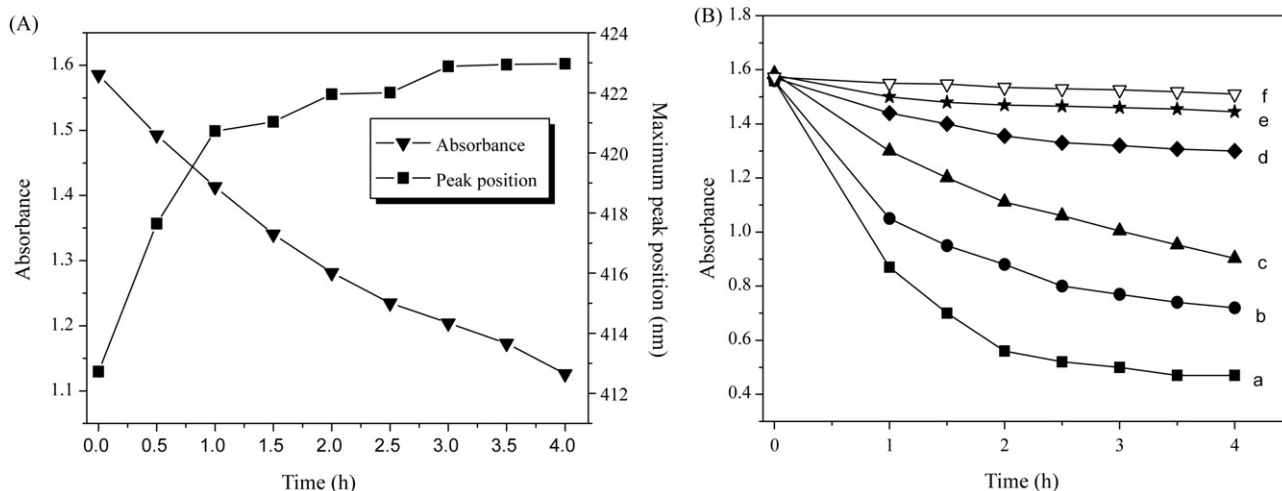 (A)
1.6
1.5
1.4
1.3
1.2
1.1
Absorbance
0.0 0.5 1.0 1.5 2.0 2.5 3.0 3.5 4.0
Time (h)
424
422
420
418
416
414
412
Maximum peak position (nm)
Absorbance
Peak position
(B)
1.8
1.6
1.4
1.2
1.0
0.8
0.6
0.4
Absorbance
0 1 2 3 4
Time (h)
f
e
d
c
b
a